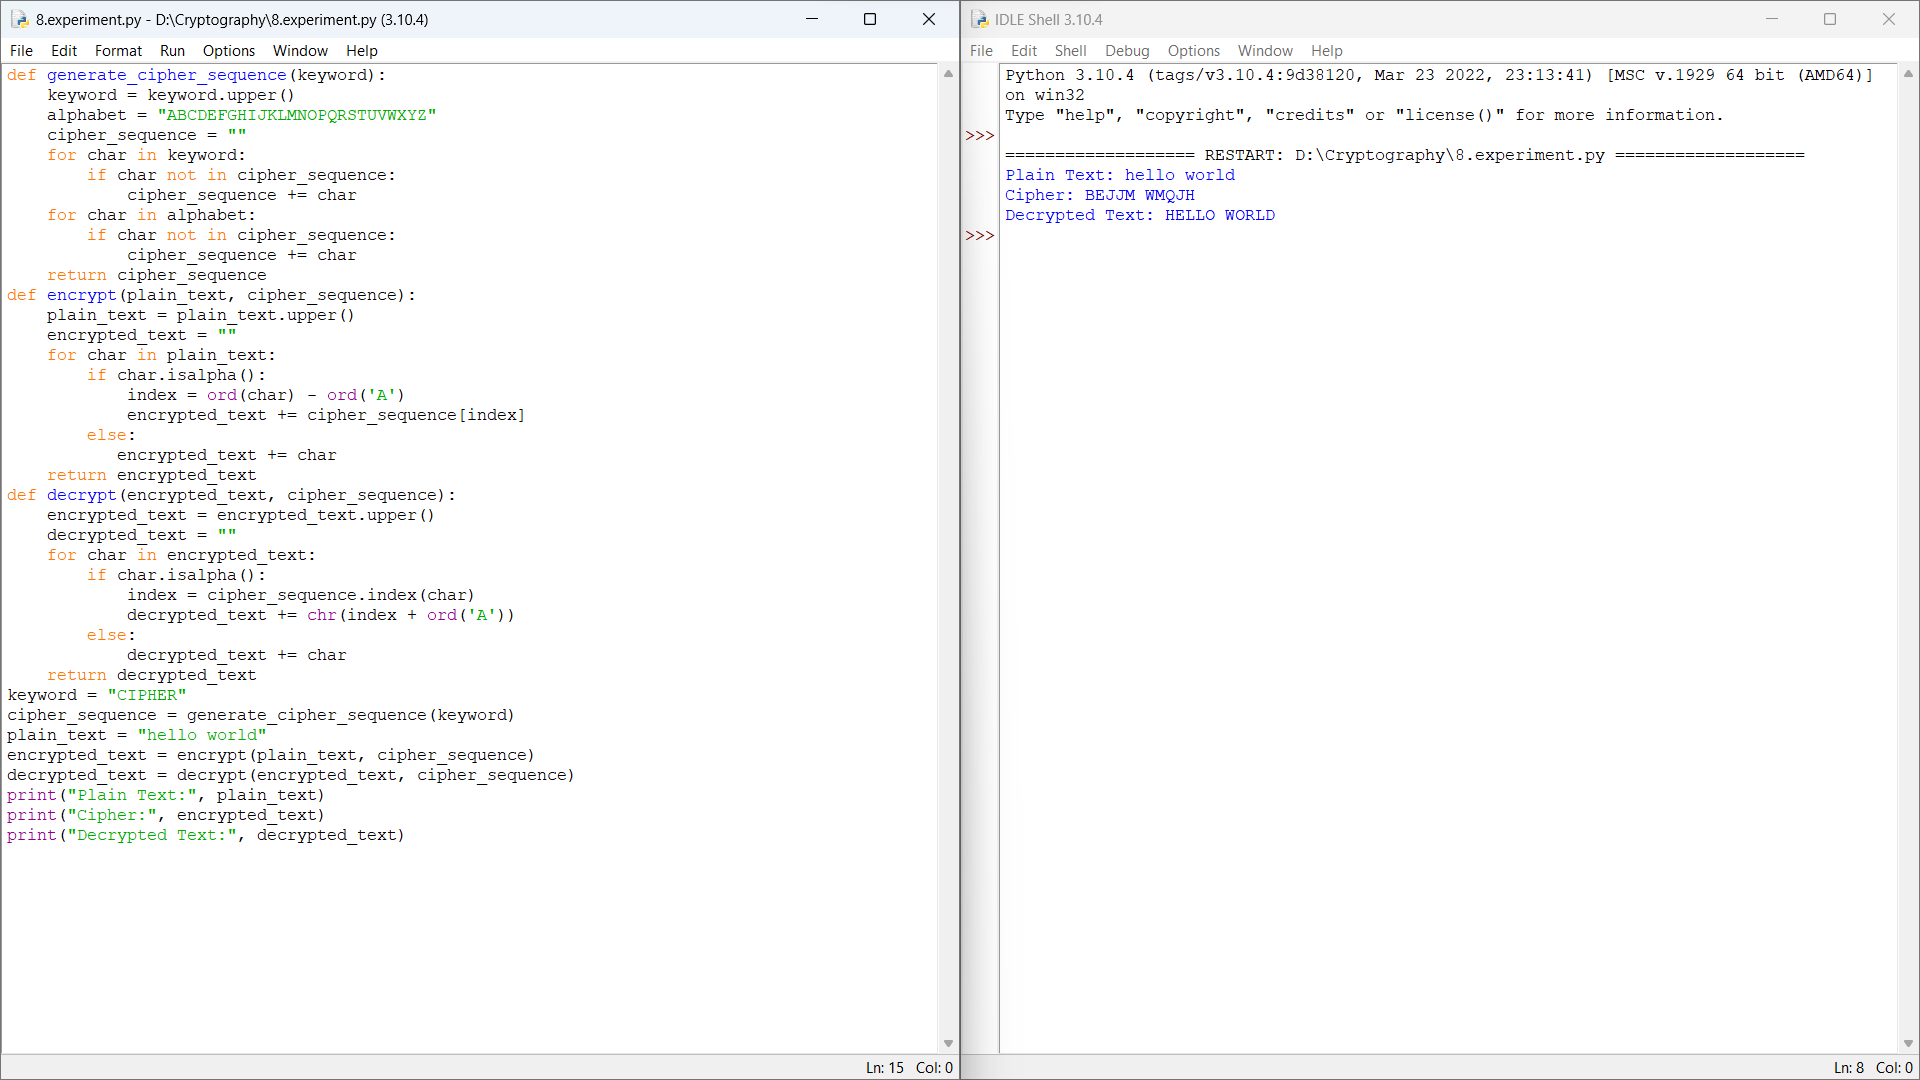 8.experiment.py - D:\Cryptography\8.experiment.py (3.10.4)
File Edit Format Run Options Window Help
def generate_cipher_sequence(keyword):
    keyword = keyword.upper()
    alphabet = "ABCDEFGHIJKLMNOPQRSTUVWXYZ"
    cipher_sequence = ""
    for char in keyword:
        if char not in cipher_sequence:
            cipher_sequence += char
    for char in alphabet:
        if char not in cipher_sequence:
            cipher_sequence += char
    return cipher_sequence
def encrypt(plain_text, cipher_sequence):
    plain_text = plain_text.upper()
    encrypted_text = ""
    for char in plain_text:
        if char.isalpha():
            index = ord(char) - ord('A')
            encrypted_text += cipher_sequence[index]
        else:
           encrypted_text += char
    return encrypted_text
def decrypt(encrypted_text, cipher_sequence):
    encrypted_text = encrypted_text.upper()
    decrypted_text = ""
    for char in encrypted_text:
        if char.isalpha():
            index = cipher_sequence.index(char)
            decrypted_text += chr(index + ord('A'))
        else:
            decrypted_text += char
    return decrypted_text
keyword = "CIPHER"
cipher_sequence = generate_cipher_sequence(keyword)
plain_text = "hello world"
encrypted_text = encrypt(plain_text, cipher_sequence)
decrypted_text = decrypt(encrypted_text, cipher_sequence)
print("Plain Text:", plain_text)
print("Cipher:", encrypted_text)
print("Decrypted Text:", decrypted_text)
Ln: 15 Col: 0
IDLE Shell 3.10.4
File Edit Shell Debug Options Window Help
Python 3.10.4 (tags/v3.10.4:9d38120, Mar 23 2022, 23:13:41) [MSC v.1929 64 bit (AMD64)]
on win32
Type "help", "copyright", "credits" or "license()" for more information.
>>>
=================== RESTART: D:\Cryptography\8.experiment.py ===================
Plain Text: hello world
Cipher: BEJJM WMQJH
Decrypted Text: HELLO WORLD
>>>
Ln: 8 Col: 0